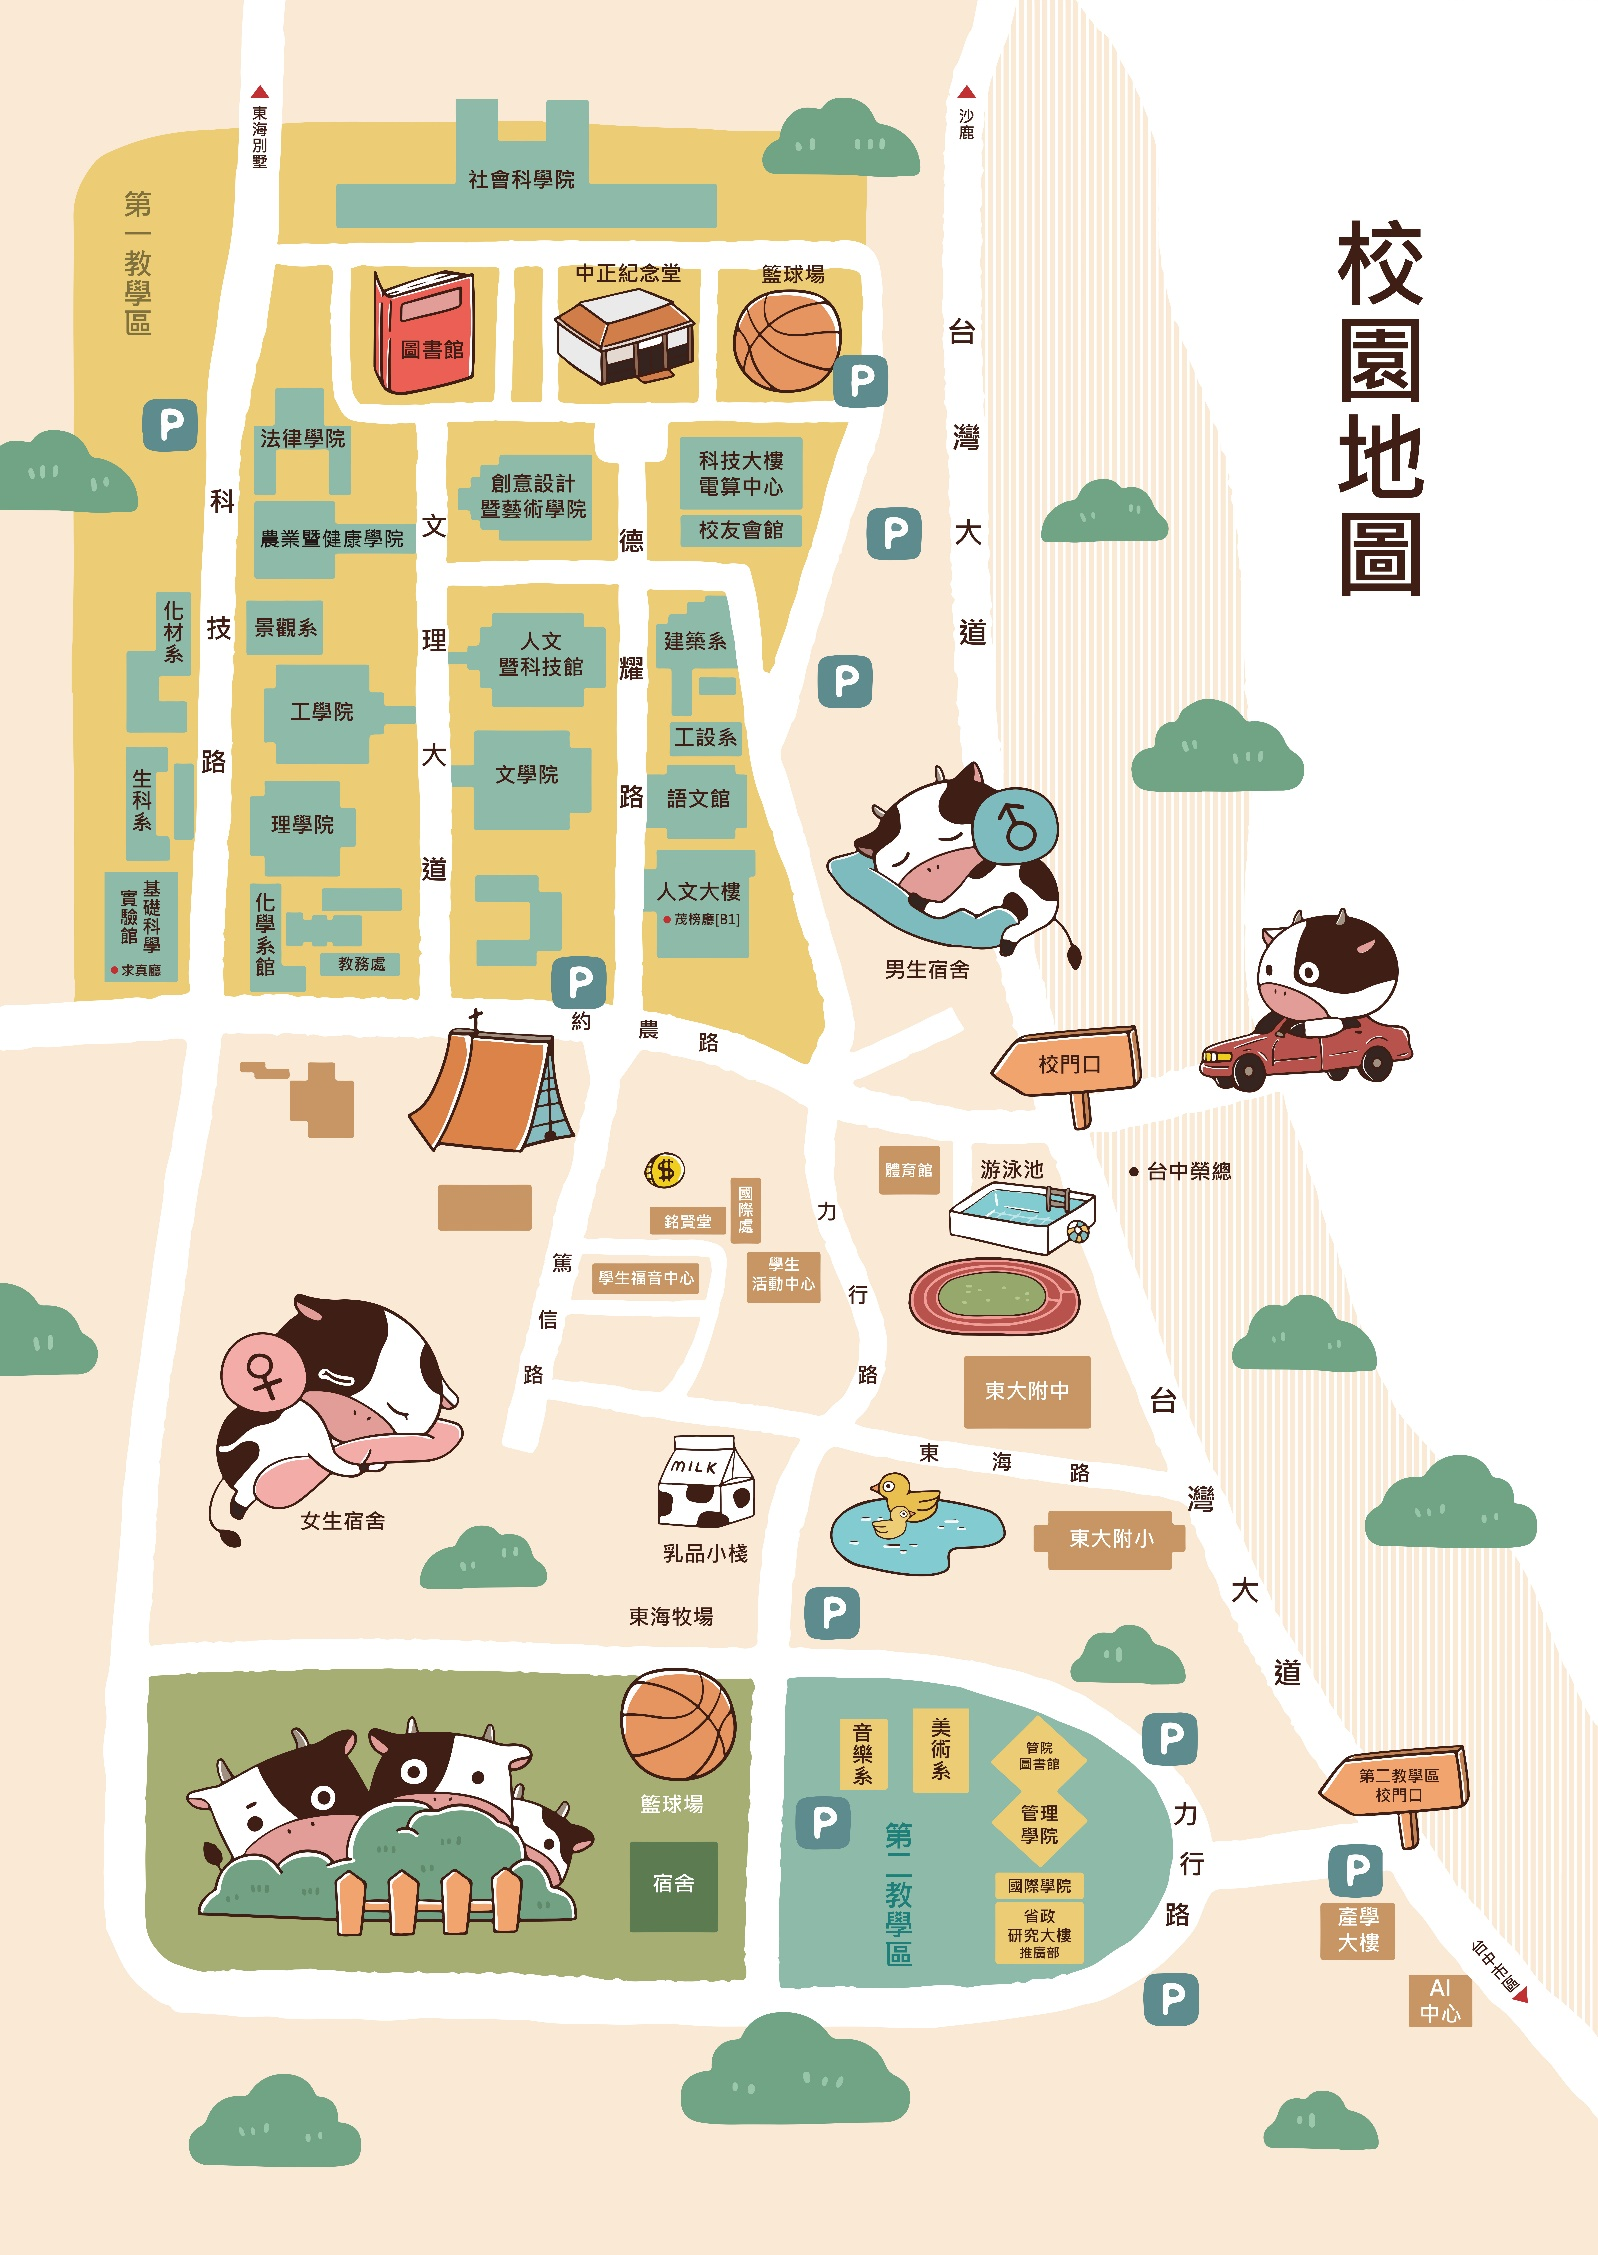 校園地圖
東海別墅
沙鹿
第一教學區
社會科學院
圖書館
中正紀念堂
籃球場
P
P
台灣大道
科技路
法律學院
農業暨健康學院
文理大道
創意設計
暨藝術學院
德耀路
科技大樓
電算中心
校友會館
P
化材系
景觀系
工學院
人文
暨科技館
建築系
工設系
P
生科系
理學院
文學院
語文館
基礎科學
實驗館
求真廳
化學系館
教務處
人文大樓
茂榜廳[B1]
P
男生宿舍
約農路
校門口
台中榮總
體育館
游泳池
$
銘賢堂
國際處
學生福音中心
學生
活動中心
篤信路
力行路
東大附中
台灣大道
東海路
女生宿舍
MILK
乳品小棧
東大附小
東海牧場
P
籃球場
宿舍
音樂系
美術系
管院
圖書館
管理
學院
國際學院
省政
研究大樓
推廣部
第二教學區
P
P
力行路
P
第二教學區
校門口
P
產學
大樓
AI
中心
台中市區